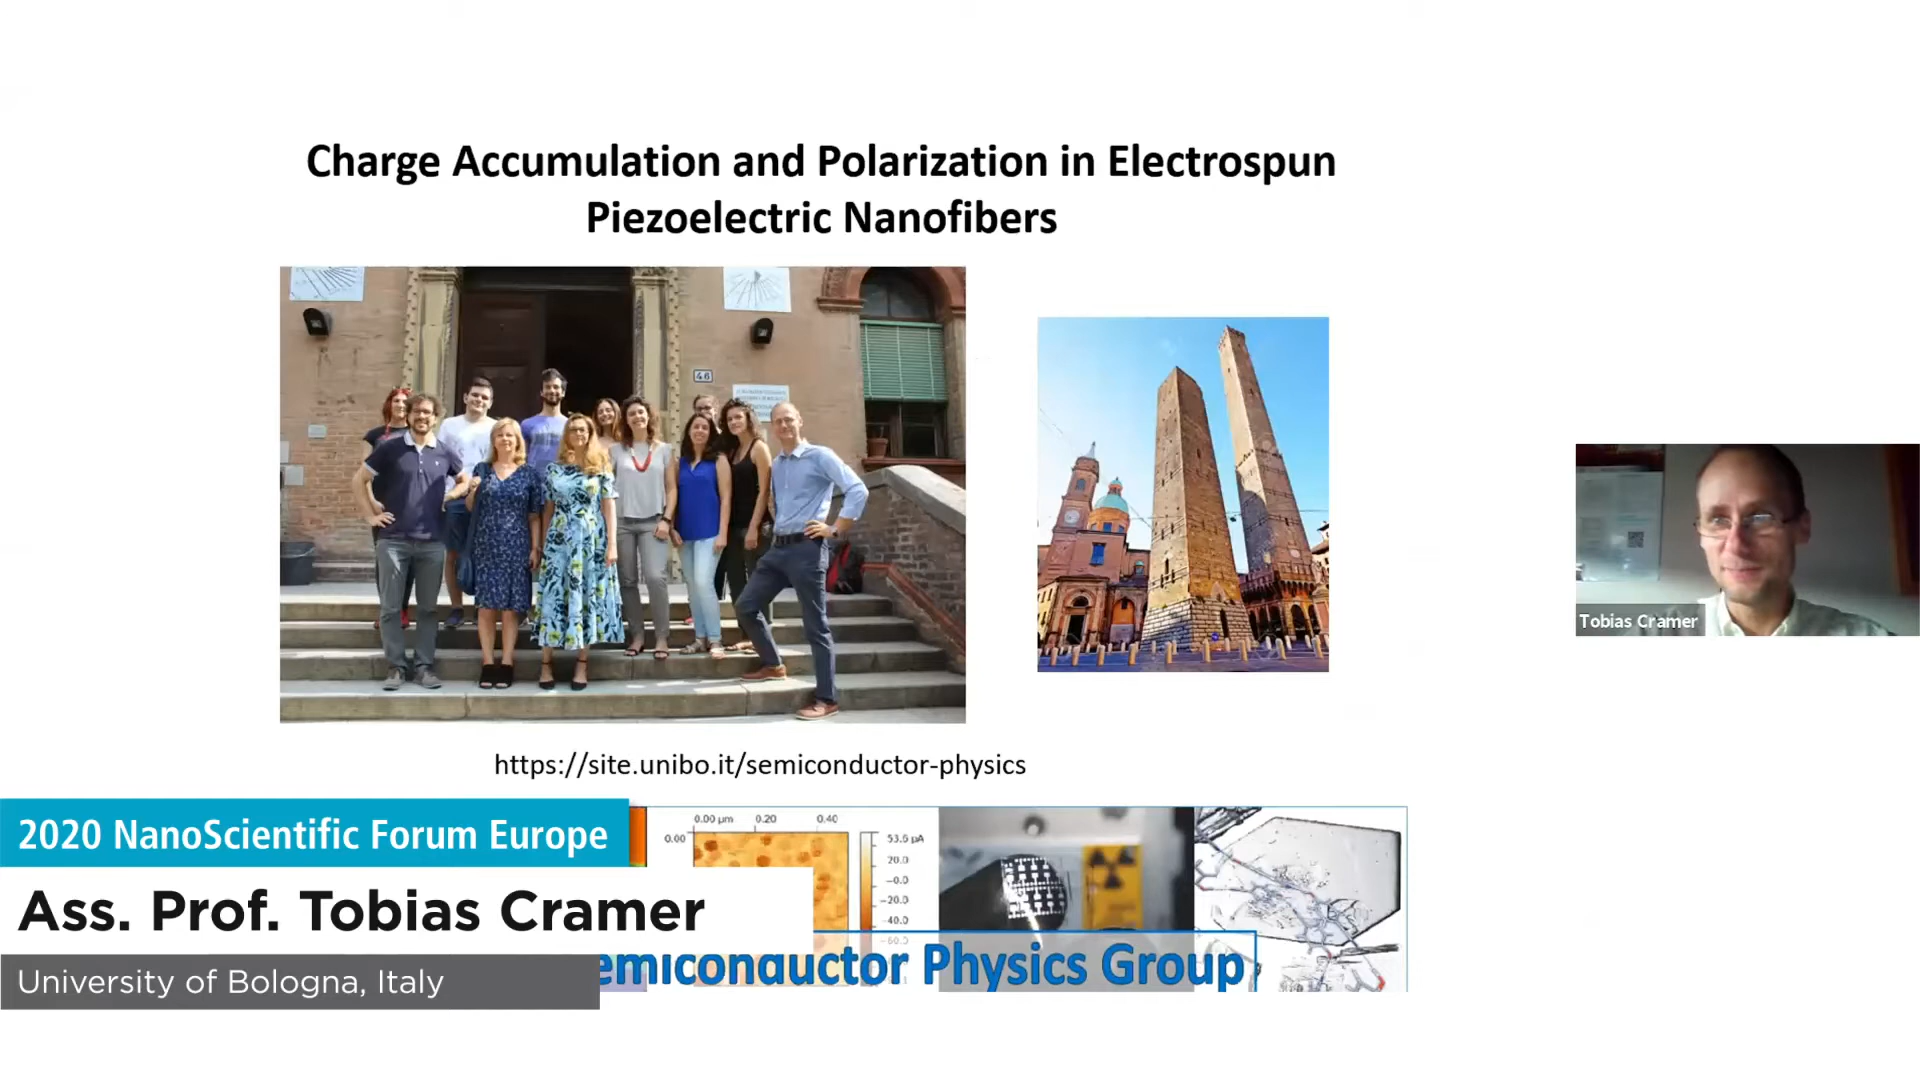 Charge Accumulation and Polarization in Electrospun
Piezoelectric Nanofibers
46
Tobias Cramer
https://site.unibo.it/semiconductor-physics
2020 NanoScientific Forum Europe
Ass. Prof. Tobias Cramer
University of Bologna, Italy
0.00 µm 0.20 0.40
0.00
53.6 pA
20.0
-0.0
-20.0
-40.0
-60.0
emiconductor Physics Group